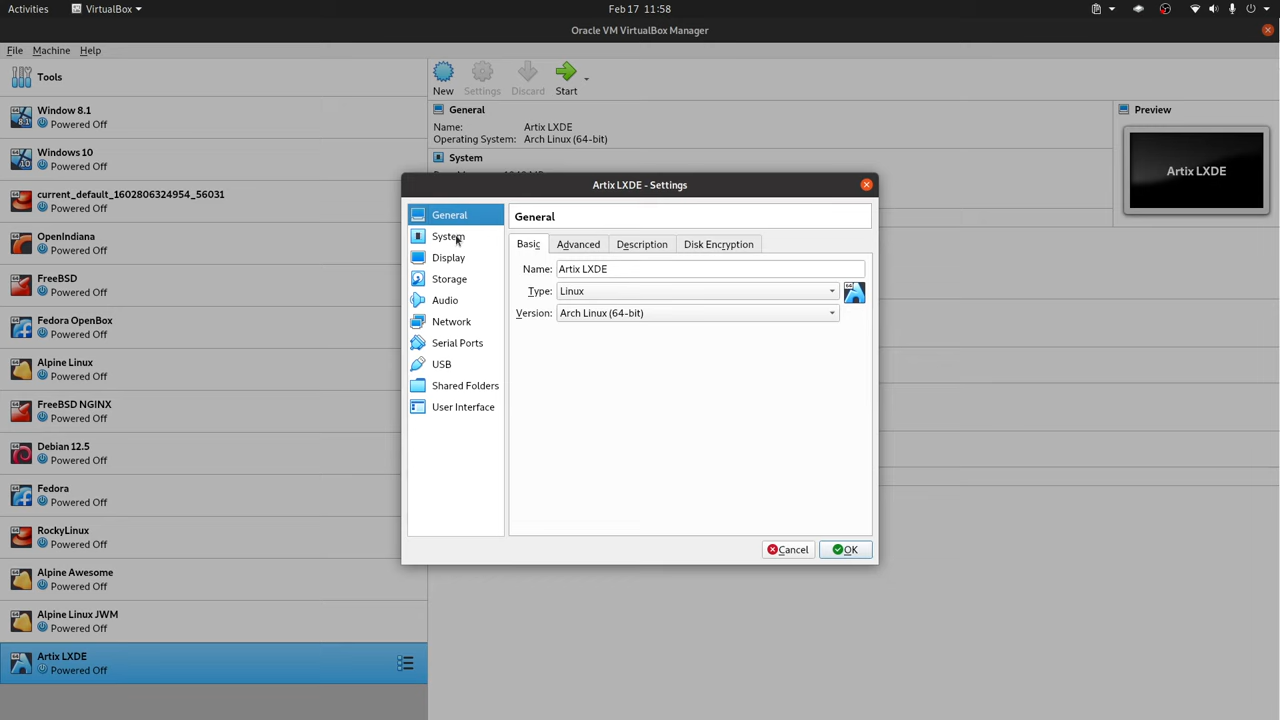 Activities VirtualBox Feb 17 11:58
Oracle VM VirtualBox Manager
File Machine Help
Tools
New Settings Discard Start
Window 8.1
Powered Off
Windows 10
Powered Off
current_default_1602806324954_56031
Powered Off
OpenIndiana
Powered Off
FreeBSD
Powered Off
Fedora OpenBox
Powered Off
Alpine Linux
Powered Off
FreeBSD NGINX
Powered Off
Debian 12.5
Powered Off
Fedora
Powered Off
RockyLinux
Powered Off
Alpine Awesome
Powered Off
Alpine Linux JWM
Powered Off
Artix LXDE
Powered Off
General
Name: Artix LXDE
Operating System: Arch Linux (64-bit)
System
Preview
Artix LXDE
Artix LXDE - Settings
General
System
Display
Storage
Audio
Network
Serial Ports
USB
Shared Folders
User Interface
General
Basic Advanced Description Disk Encryption
Name: Artix LXDE
Type: Linux
Version: Arch Linux (64-bit)
Cancel OK